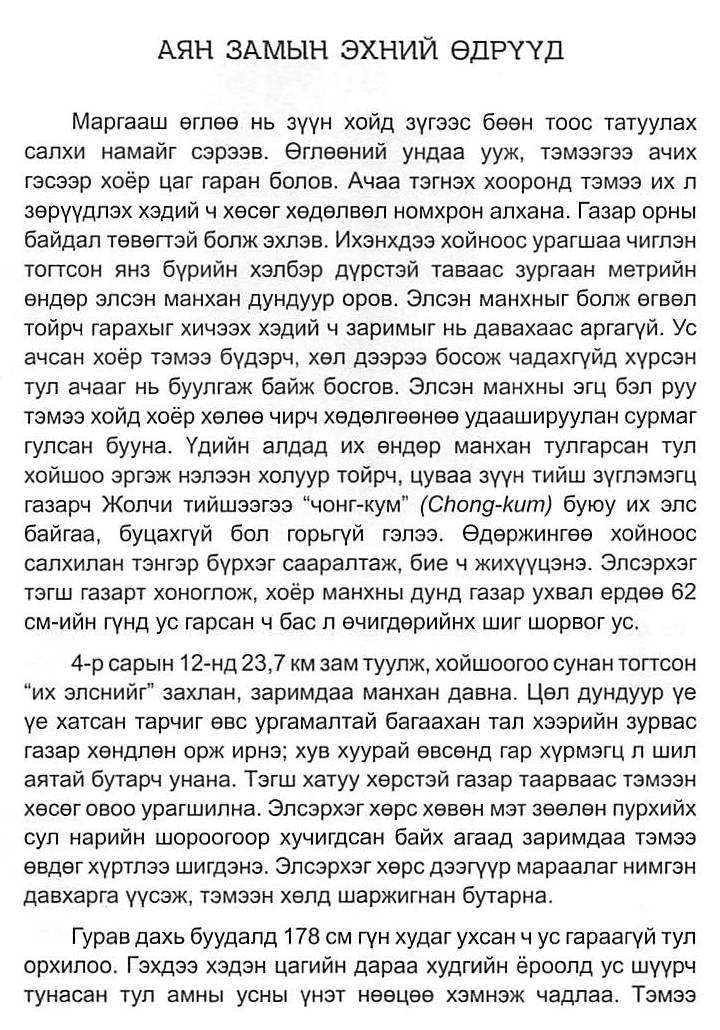 АЯН ЗАМЫН ЭХНИЙ ӨДРҮҮД
Маргааш өглөө нь зүүн хойд зүгээс бөөн тоос татуулах
салхи намайг сэрээв. Өглөөний ундаа ууж, тэмээгээ ачих
гэсээр хоёр цаг гаран болов. Ачаа тэгнэх хооронд тэмээ их л
зөрүүдлэх хэдий ч хөсөг хөдөлвөл номхрон алхана. Газар орны
байдал төвөгтэй болж эхлэв. Ихэнхдээ хойноос урагшаа чиглэн
тогтсон янз бүрийн хэлбэр дүрстэй таваас зургаан метрийн
өндөр элсэн манхан дундуур оров. Элсэн манхныг болж өгвөл
тойрч гарахыг хичээх хэдий ч заримыг нь давахаас аргагүй. Ус
ачсан хоёр тэмээ бүдэрч, хөл дээрээ босож чадахгүйд хүрсэн
тул ачааг нь буулгаж байж босгов. Элсэн манхны эгц бэл руу
тэмээ хойд хоёр хөлөө чирч хөдөлгөөнөө удаашируулан сурмаг
гулсан бууна. Үдийн алдад их өндөр манхан тулгарсан тул
хойшоо эргэж нэлээн холуур тойрч, цуваа зүүн тийш зүглэмэгц
газарч Жолчи тийшээгээ “чонг-кум” (Chong-kum) буюу их элс
байгаа, буцахгүй бол горьгүй гэлээ. Өдөржингөө хойноос
салхилан тэнгэр бүрхэг сааралтаж, бие ч жихүүцэнэ. Элсэрхэг
тэгш газарт хоноглож, хоёр манхны дунд газар ухвал ердөө 62
см-ийн гүнд ус гарсан ч бас л өчигдөрийнх шиг шорвог ус.
4-р сарын 12-нд 23,7 км зам туулж, хойшоогоо сунан тогтсон
“их элснийг” захлан, заримдаа манхан давна. Цөл дундуур үе
үе хатсан тарчиг өвс ургамалтай багаахан тал хээрийн зурвас
газар хөндлөн орж ирнэ; хув хуурай өвсөнд гар хүрмэгц л шил
аятай бутарч унана. Тэгш хатуу хөрстэй газар таарваас тэмээн
хөсөг овоо урагшилна. Элсэрхэг хөрс хөвөн мэт зөөлөн пурхийх
сул нарийн шороогоор хучигдсан байх агаад заримдаа тэмээ
өвдөг хүртлээ шигдэнэ. Элсэрхэг хөрс дээгүүр мараалаг нимгэн
давхарга үүсэж, тэмээн хөлд шаржигнан бутарна.
Гурав дахь буудалд 178 см гүн худаг ухсан ч ус гараагүй тул
орхилоо. Гэхдээ хэдэн цагийн дараа худгийн ёроолд ус шүүрч
тунасан тул амны усны үнэт нөөцөө хэмнэж чадлаа. Тэмээ